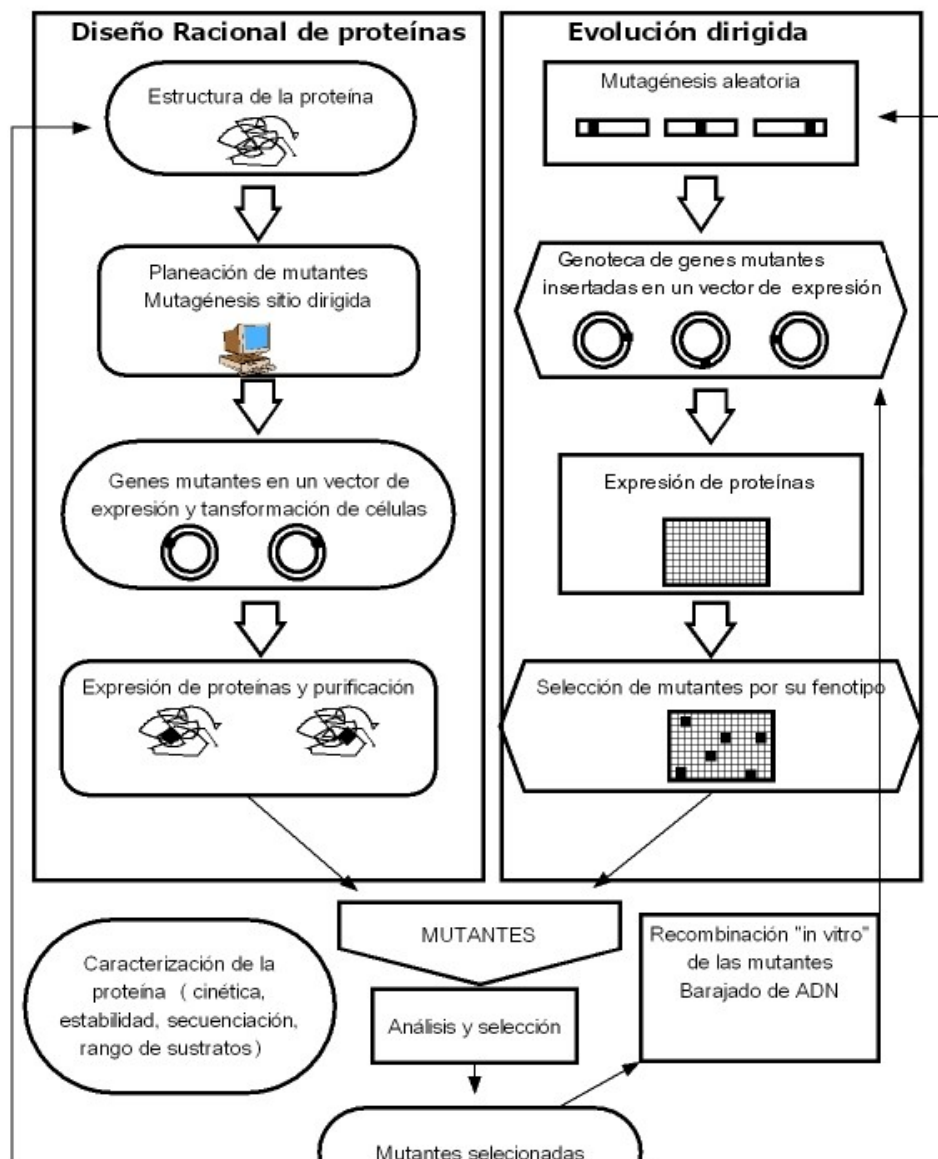 Diseño Racional de proteínas
Estructura de la proteína
Planeación de mutantes
Mutagénesis sitio dirigida
Genes mutantes en un vector de
expresión y tansformación de células
Expresión de proteínas y purificación
Evolución dirigida
Mutagénesis aleatoria
Genoteca de genes mutantes
insertadas en un vector de expresión
Expresión de proteínas
Selección de mutantes por su fenotipo
MUTANTES
Análisis y selección
Mutantes selecionadas
Caracterización de la
proteína ( cinética,
estabilidad, secuenciación,
rango de sustratos )
Recombinación "in vitro"
de las mutantes
Barajado de ADN